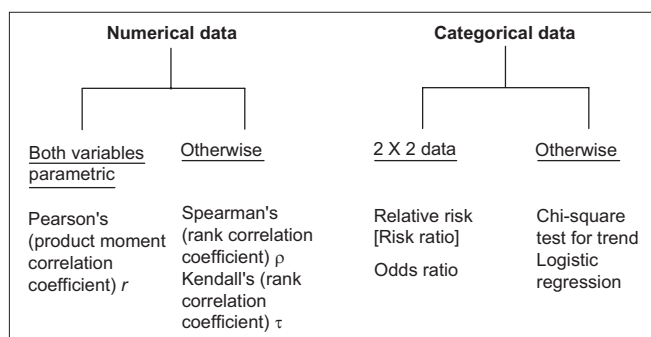 Numerical data
Categorical data
Both variables
parametric
Otherwise
2 X 2 data
Otherwise
Pearson's
(product moment
correlation
coefficient) r
Spearman's
(rank correlation
coefficient) ρ
Kendall's (rank
correlation
coefficient) τ
Relative risk
[Risk ratio]
Odds ratio
Chi-square
test for trend
Logistic
regression